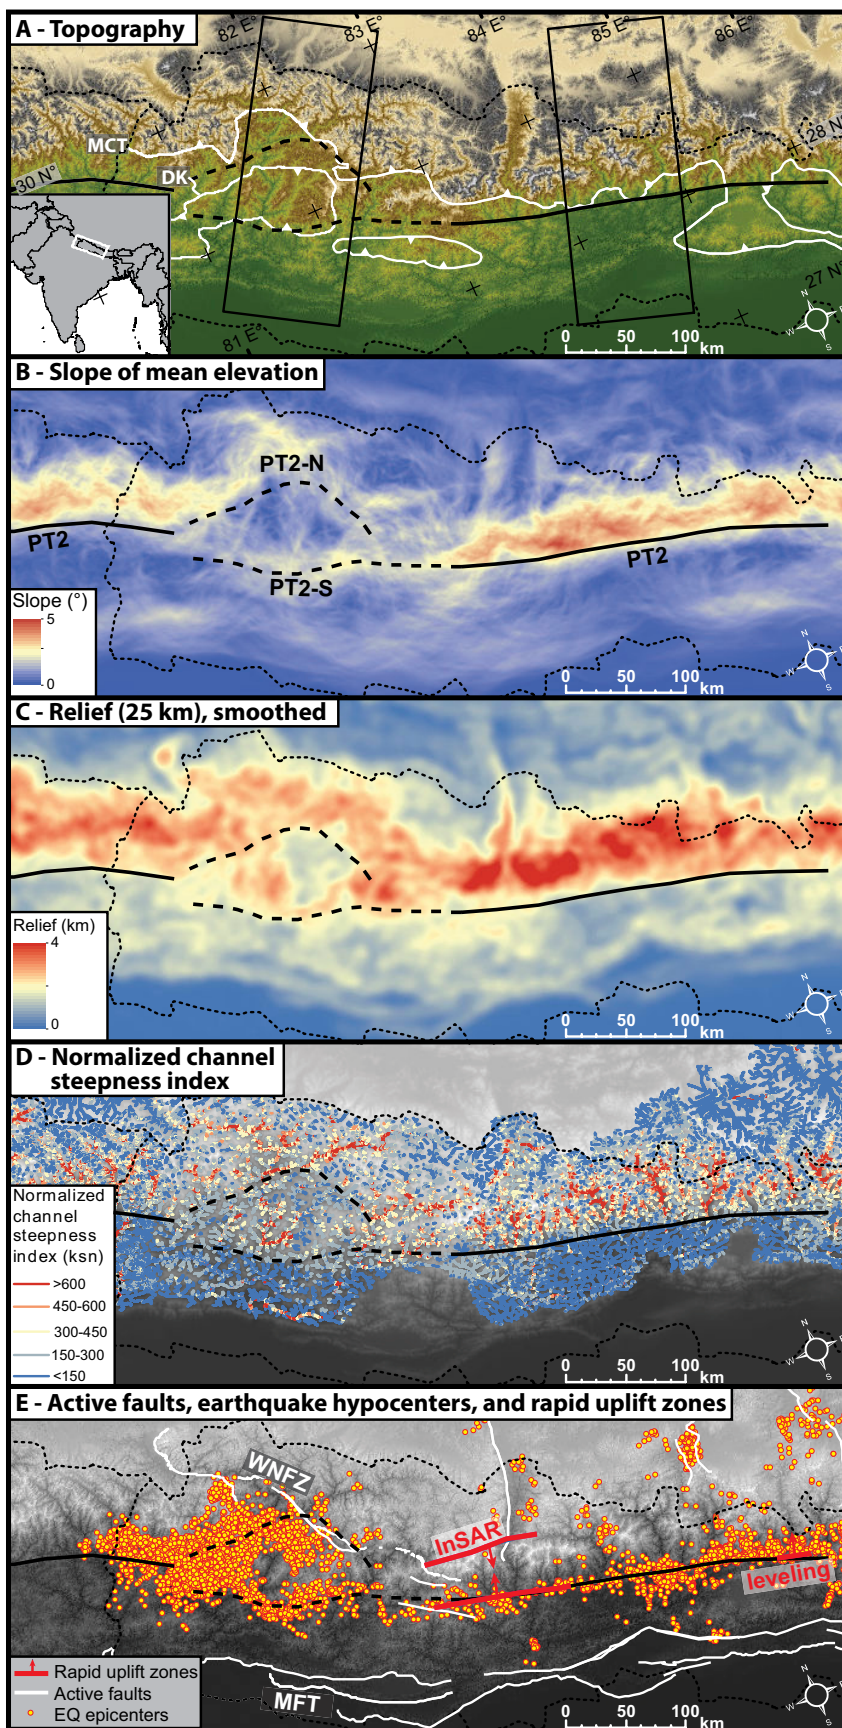 A - Topography
82 E°
83 E°
84 E°
85 E°
86 E°
MCT
28 N°
DK
30 N°
27 N°
81 E°
N
W
S
0 50 100
km
B - Slope of mean elevation
PT2-N
PT2
PT2-S
PT2
Slope (°)
5
0
N
W
E
S
0 50 100
km
C - Relief (25 km), smoothed
Relief (km)
4
0
N
W
E
S
0 50 100
km
D - Normalized channel
steepness index
Normalized
channel
steepness
index (ksn)
>600
450-600
300-450
150-300
<150
N
W
E
S
0 50 100
km
E - Active faults, earthquake hypocenters, and rapid uplift zones
WNFZ
InSAR
leveling
Rapid uplift zones
Active faults
EQ epicenters
MFT
N
W
E
S
0 50 100
km